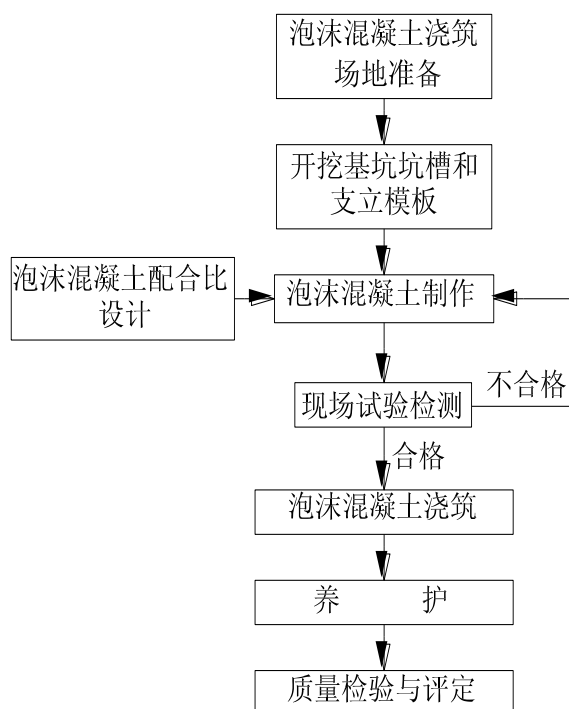 泡沫混凝土浇筑
场地准备
开挖基坑坑槽和
支立模板
泡沫混凝土配合比
设计
泡沫混凝土制作
不合格
现场试验检测
合格
泡沫混凝土浇筑
养 护
质量检验与评定